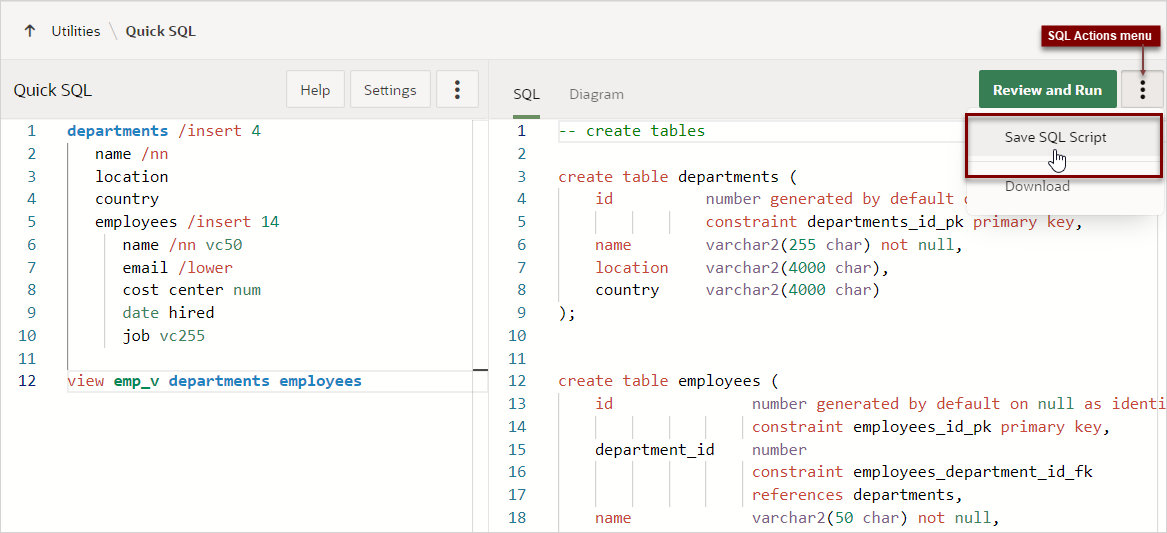 Utilities \ Quick SQL
SQL Actions menu
Quick SQL
Help
Settings
SQL
Diagram
Review and Run
Save SQL Script
Download
1 departments /insert 4
2 name /nn
3 location
4 country
5 employees /insert 14
6 name /nn vc50
7 email /lower
8 cost center num
9 date hired
10 job vc255
11
12 view emp_v departments employees
1 -- create tables
2
3 create table departments (
4 id number generated by default o
5 constraint departments_id_pk primary key,
6 name varchar2(255 char) not null,
7 location varchar2(4000 char),
8 country varchar2(4000 char)
9 );
10
11
12 create table employees (
13 id number generated by default on null as identi
14 constraint employees_id_pk primary key,
15 department_id number
16 constraint employees_department_id_fk
17 references departments,
18 name varchar2(50 char) not null,